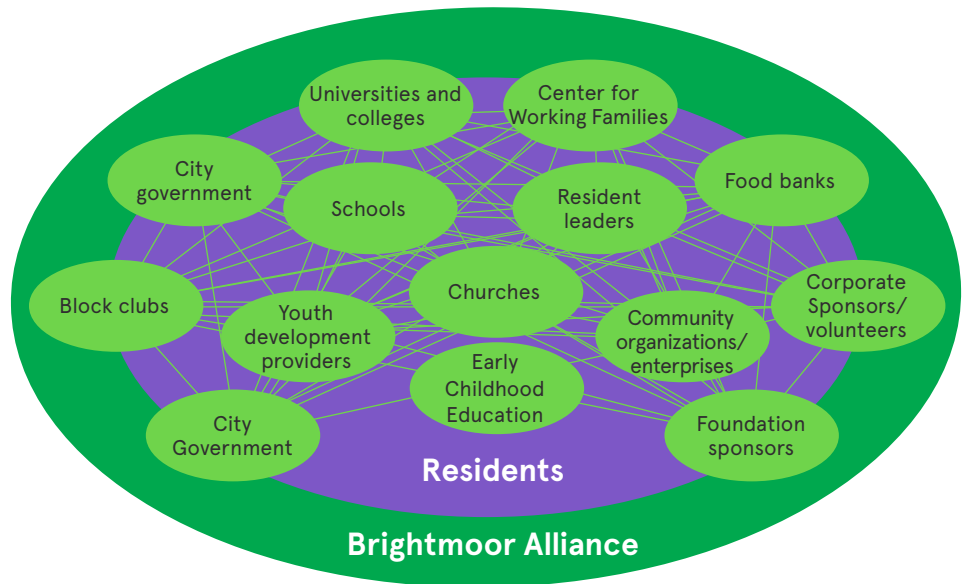 Universities and
colleges
Center for
Working Families
City
government
Schools
Resident
leaders
Food banks
Block clubs
Youth
development
providers
Churches
Community
organizations/
enterprises
Corporate
Sponsors/
volunteers
Early
Childhood
Education
City
Government
Foundation
sponsors
Residents
Brightmoor Alliance